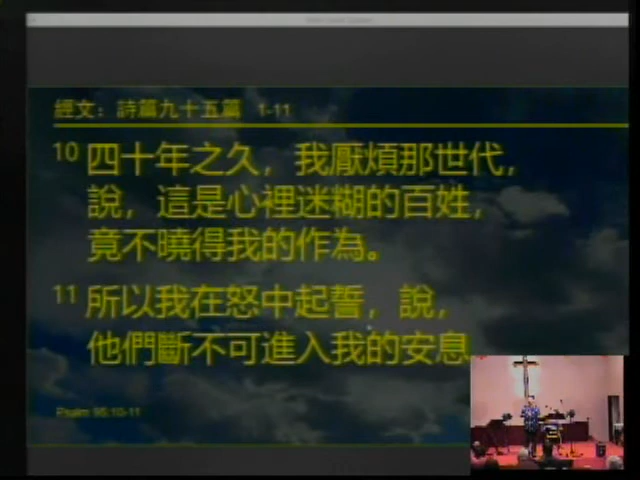 經文：詩篇九十五篇 1-11
10 四十年之久，我厭煩那世代，
說，這是心裡迷糊的百姓，
竟不曉得我的作為。
11 所以我在怒中起誓，說，
他們斷不可進入我的安息
Psalm 95:10-11